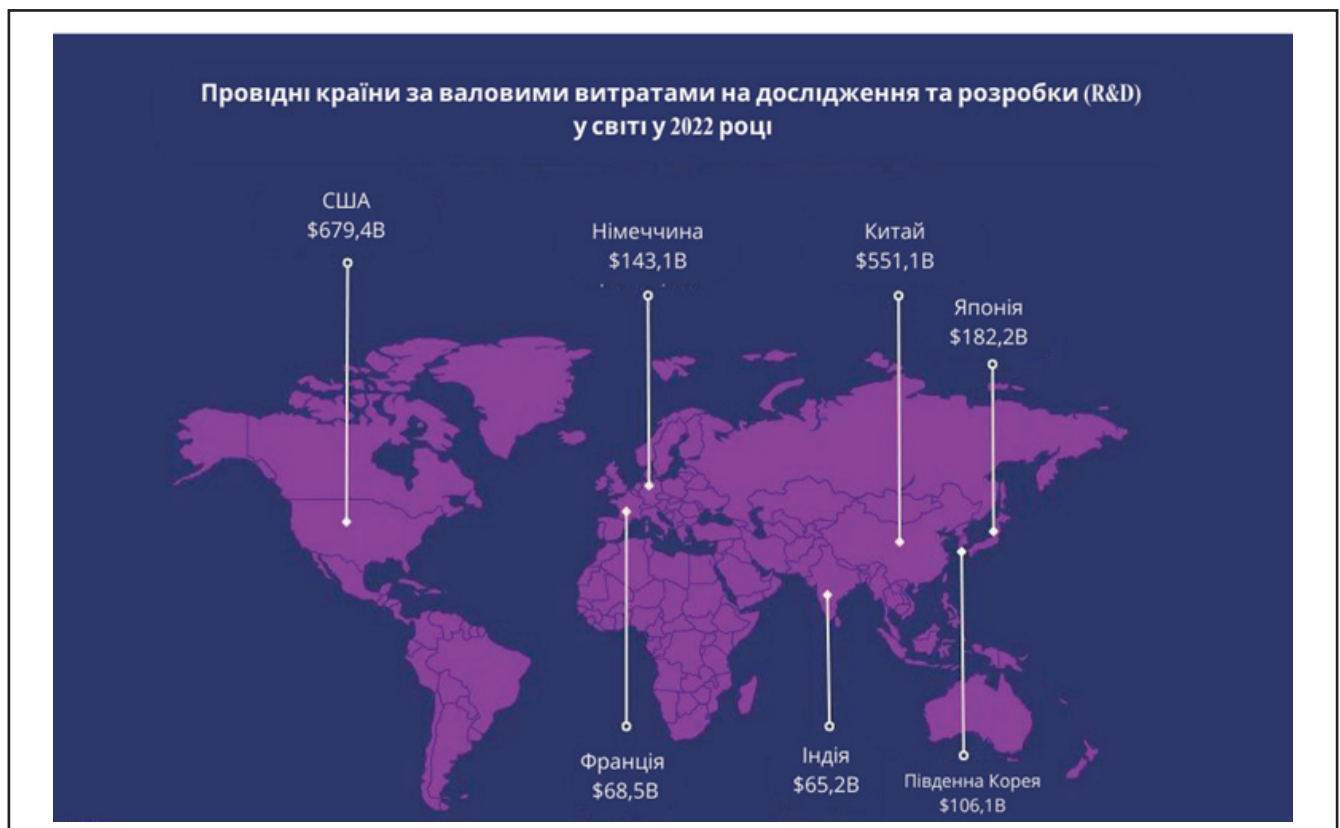 Провідні країни за валовими витратами на дослідження та розробки (R&D)
у світі у 2022 році
США
$679,4B
Німеччина
$143,1B
Китай
$551,1B
Японія
$182,2B
Франція
$68,5B
Індія
$65,2B
Південна Корея
$106,1B